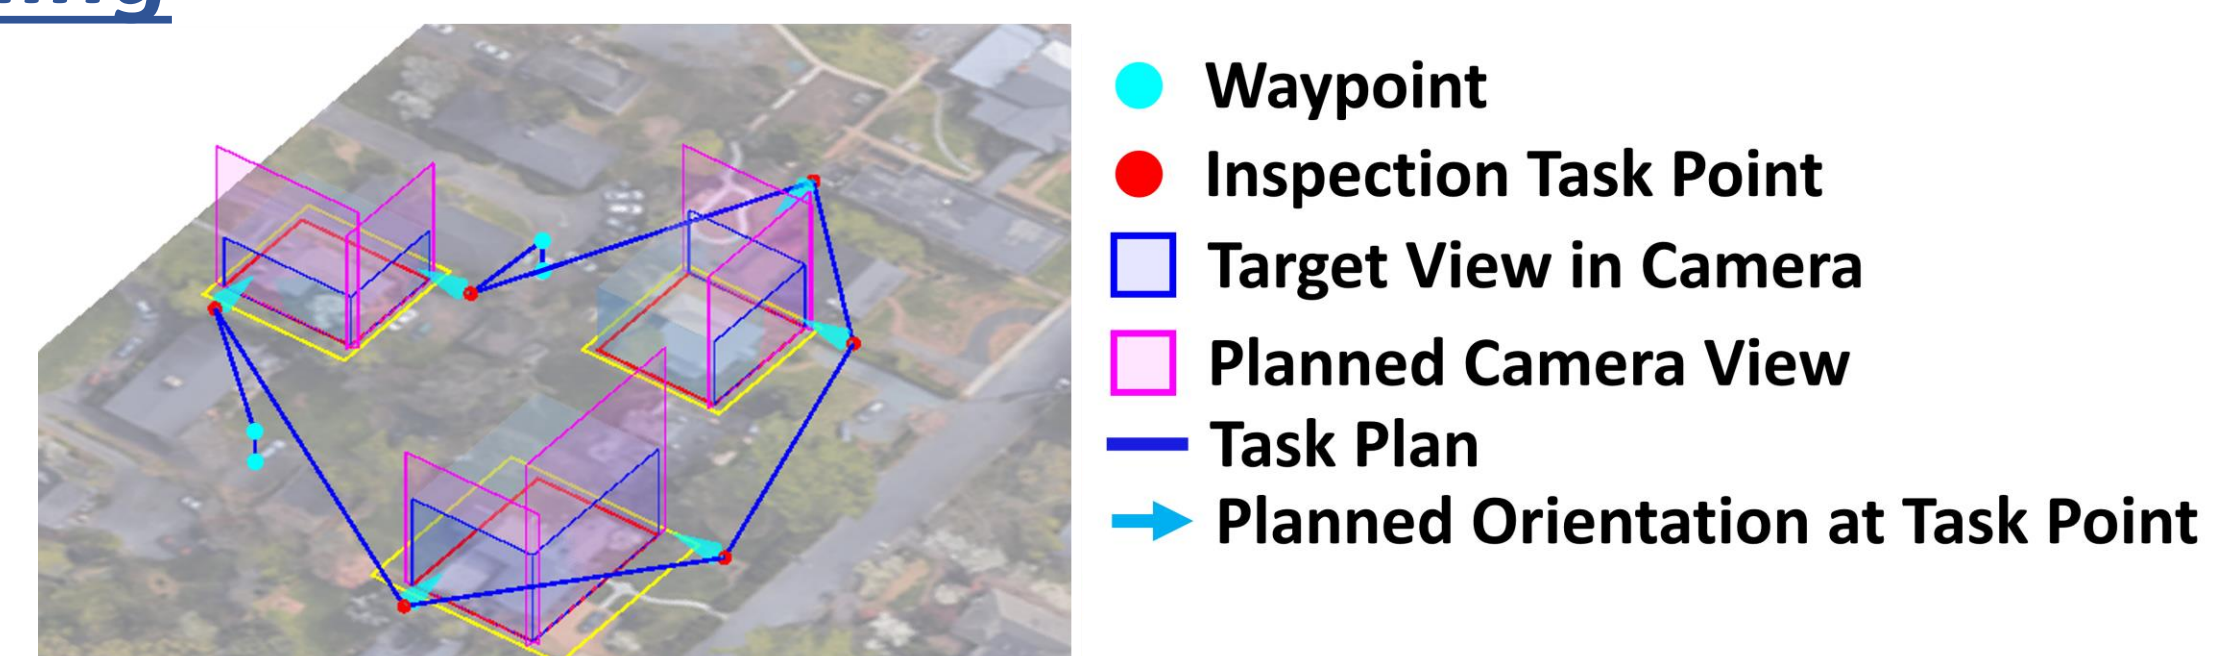 Waypoint
Inspection Task Point
Target View in Camera
Planned Camera View
Task Plan
Planned Orientation at Task Point